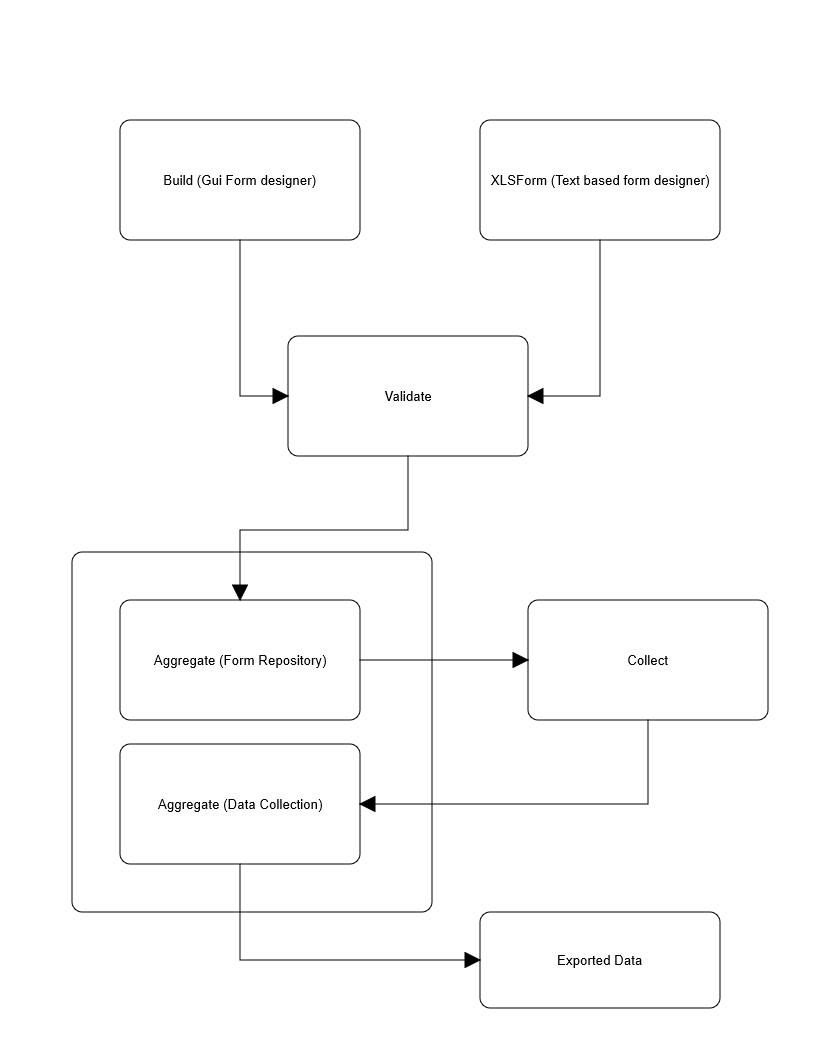 Build (Gui Form designer)
XLSForm (Text based form designer)
Validate
Aggregate (Form Repository)
Collect
Aggregate (Data Collection)
Exported Data